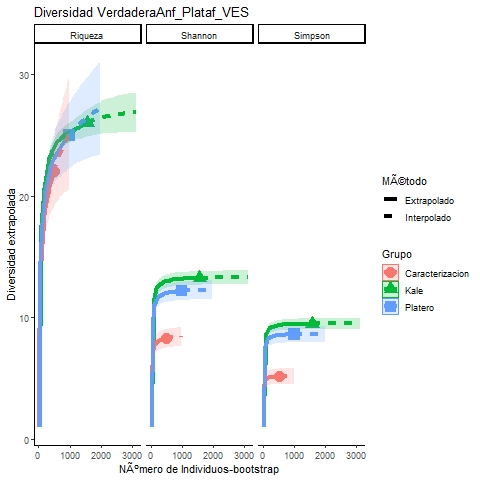 Diversidad VerdaderaAnf_Plataf_VES
Riqueza Shannon Simpson
30
20
10
0
Diversidad extrapolada
0 1000 2000 3000 0 1000 2000 3000 0 1000 2000 3000
NÃºmero de Individuos-bootstrap
MÃ©todo
Extrapolado
Interpolado
Grupo
Caracterizacion
Kale
Platero